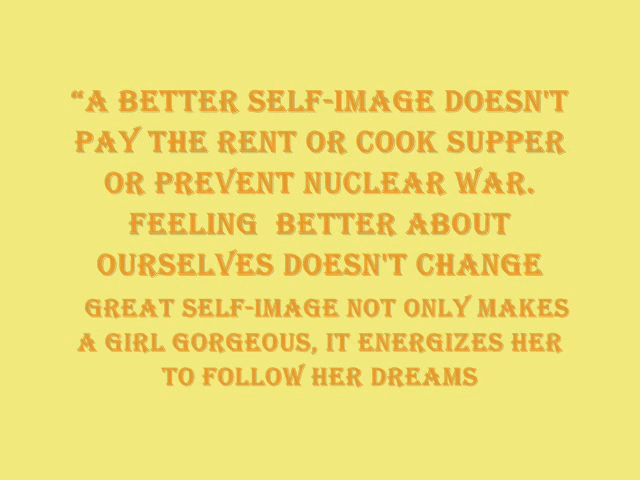 “A BETTER SELF-IMAGE DOESN'T
PAY THE RENT OR COOK SUPPER
OR PREVENT NUCLEAR WAR.
FEELING BETTER ABOUT
OURSELVES DOESN'T CHANGE
GREAT SELF-IMAGE NOT ONLY MAKES
A GIRL GORGEOUS, IT ENERGIZES HER
TO FOLLOW HER DREAMS